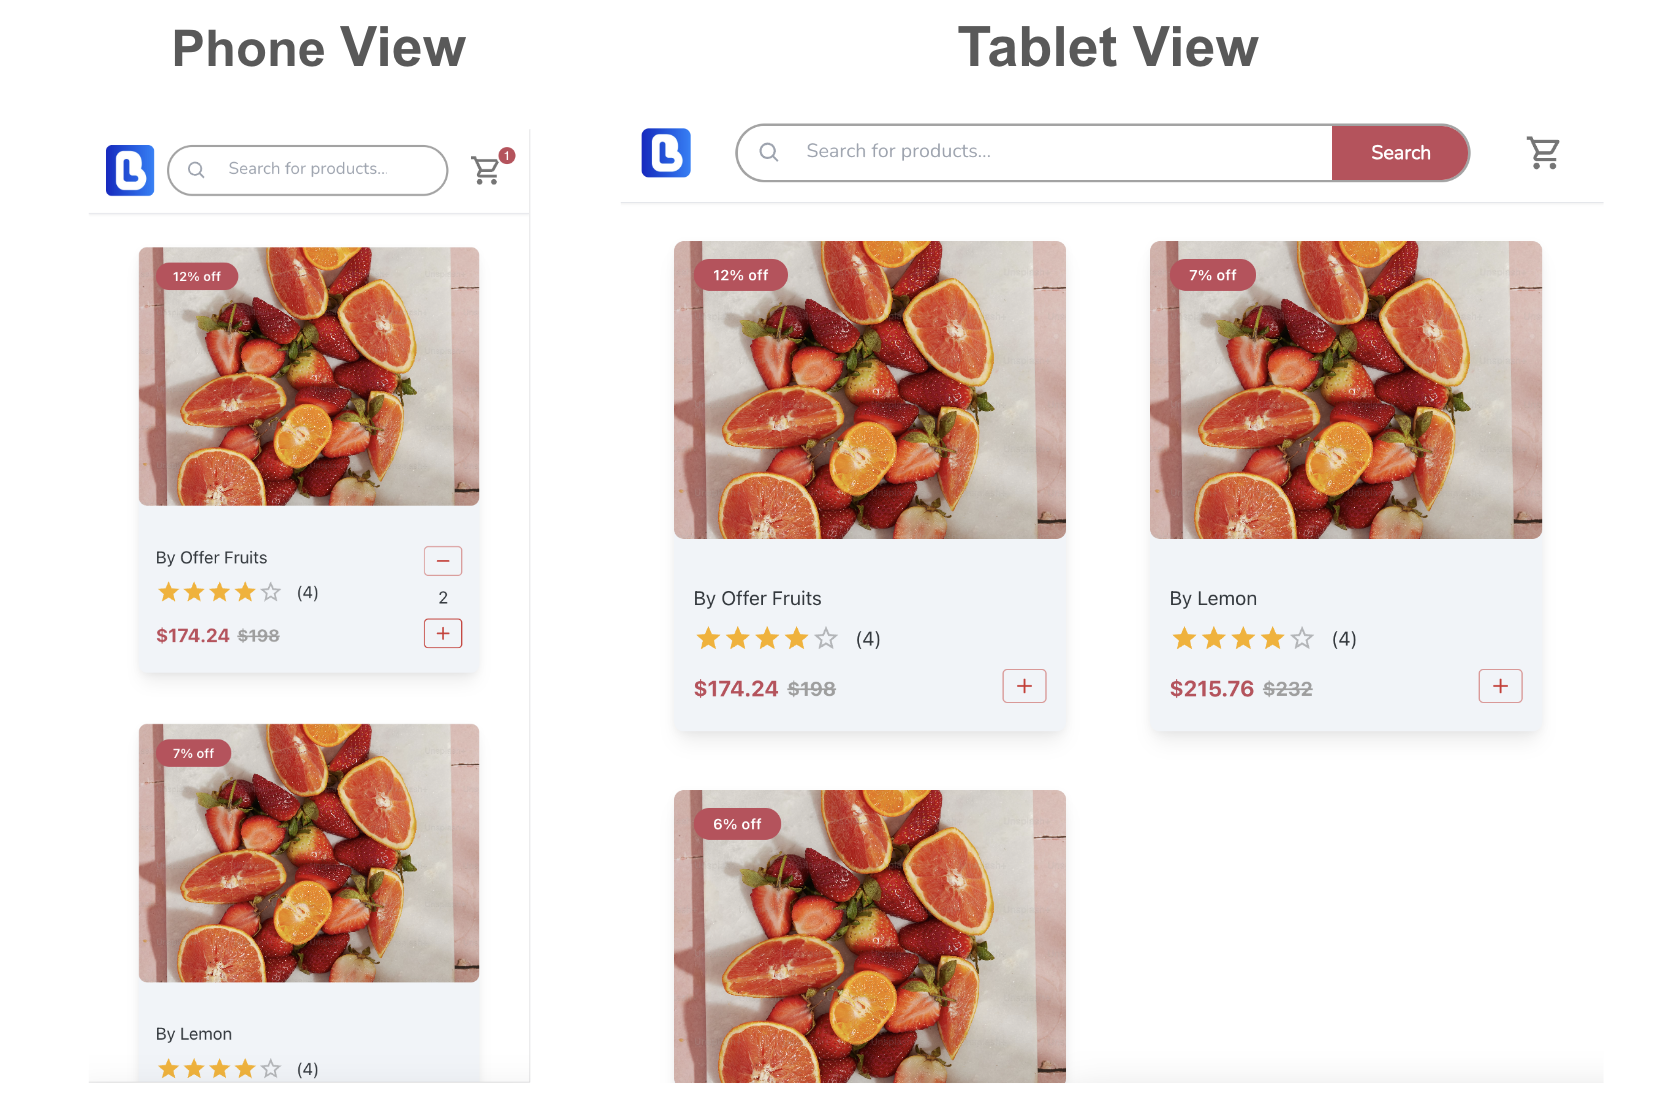 Phone View
Tablet View
Search for products...
1
12% off
By Offer Fruits
(4)
2
$174.24 $198
7% off
By Lemon
(4)
Search for products...
Search
12% off
By Offer Fruits
(4)
$174.24 $198
7% off
By Lemon
(4)
$215.76 $232
6% off